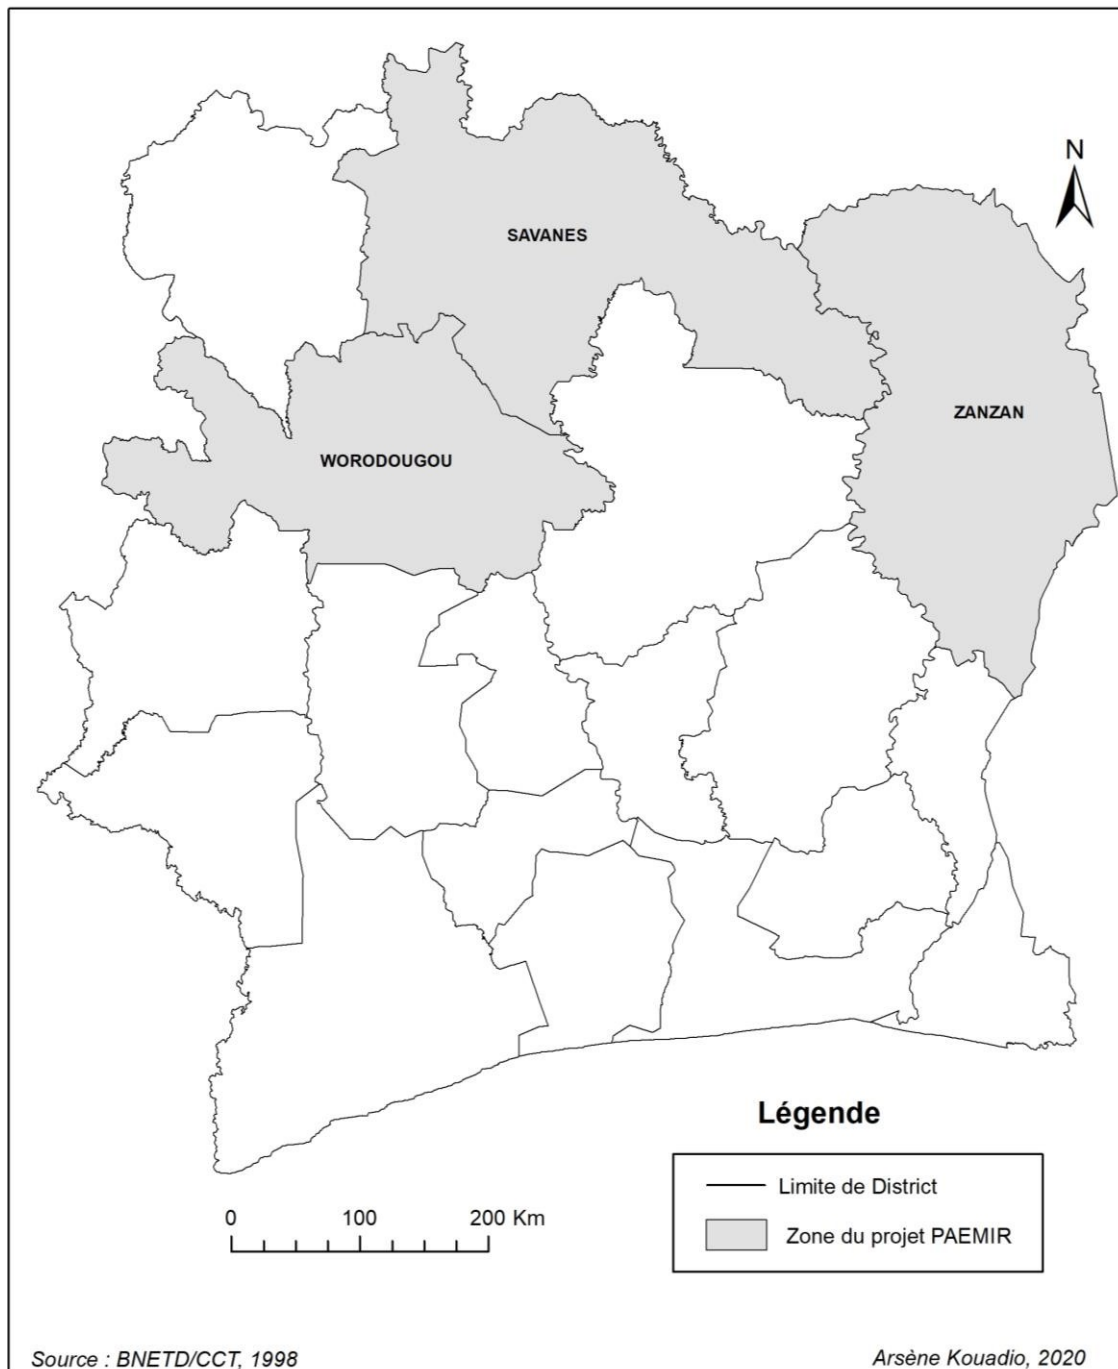 N
SAVANES
ZANZAN
WORODOUGOU
Légende
Limite de District
Zone du projet PAEMIR
0 100 200 Km
Source : BNETD/CCT, 1998
Arsène Kouadio, 2020